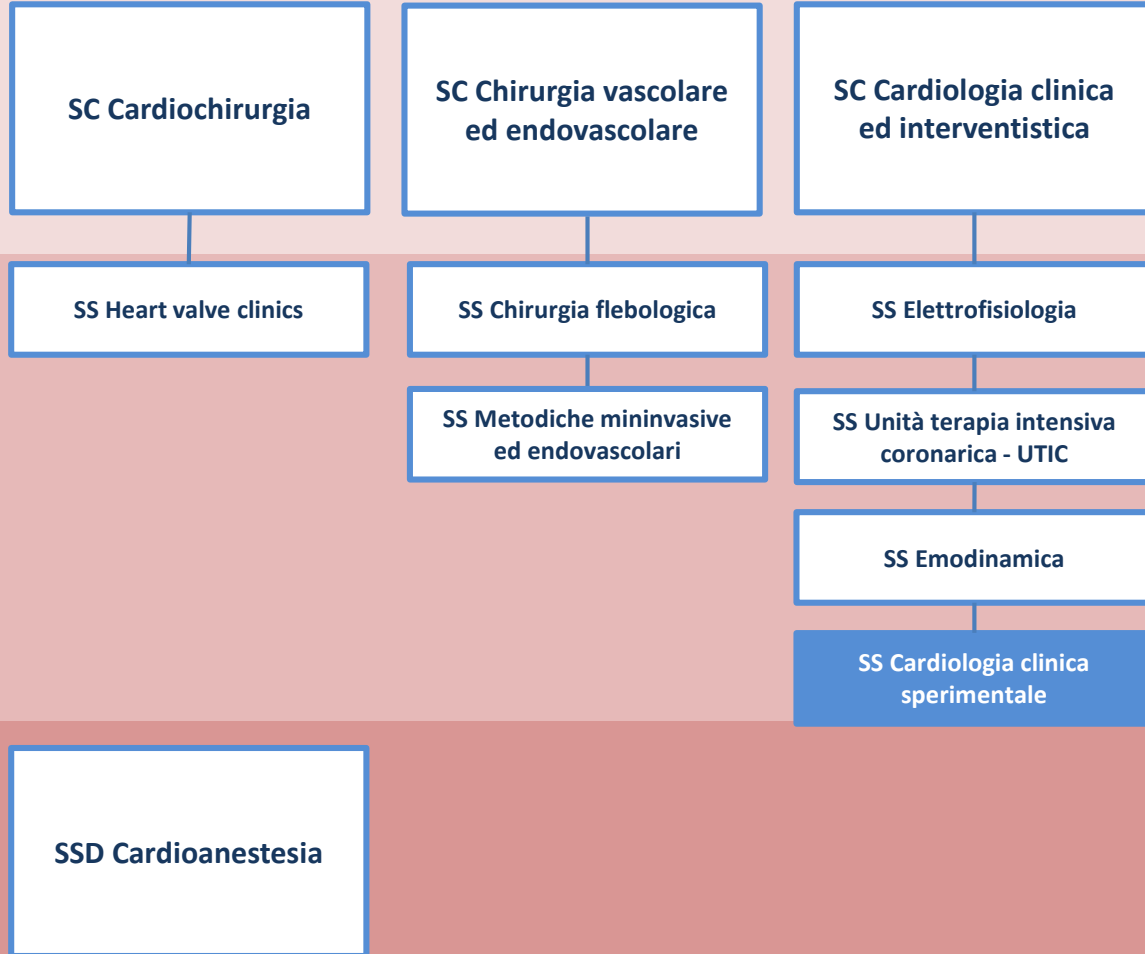 SC Cardiochirurgia
SC Chirurgia vascolare
ed endovascolare
SC Cardiologia clinica
ed interventistica
SS Heart valve clinics
SS Chirurgia flebologica
SS Elettrofisiologia
SS Metodiche mininvasive
ed endovascolari
SS Unità terapia intensiva
coronarica - UTIC
SS Emodinamica
SS Cardiologia clinica
sperimentale
SSD Cardioanestesia